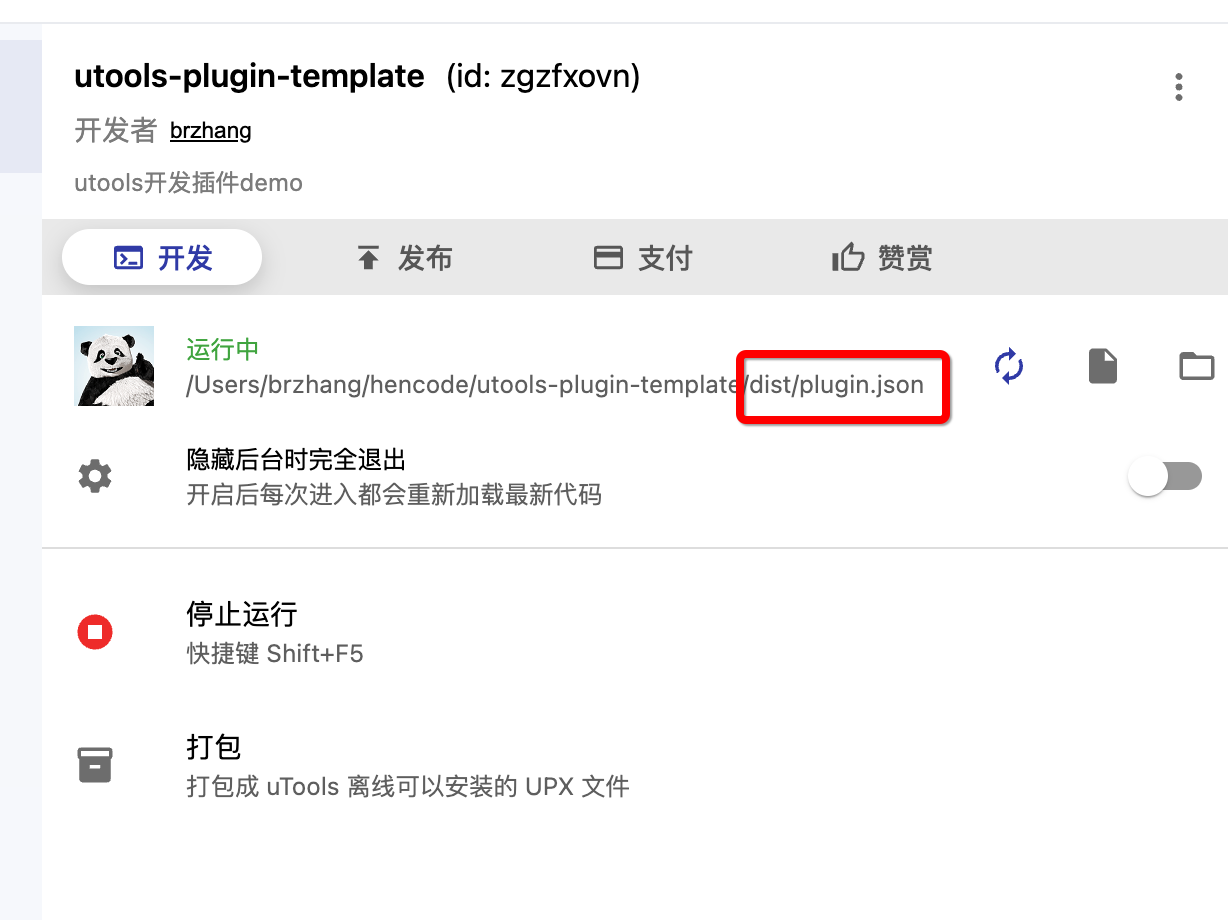 utools-plugin-template (id: zgzfxovn)
开发者 brzhang
utools开发插件demo
开发 发布 支付 赞赏
运行中
/Users/brzhang/hencode/utools-plugin-template/dist/plugin.json
隐藏后台时完全退出
开启后每次进入都会重新加载最新代码
停止运行
快捷键 Shift+F5
打包
打包成 uTools 离线可以安装的 UPX 文件